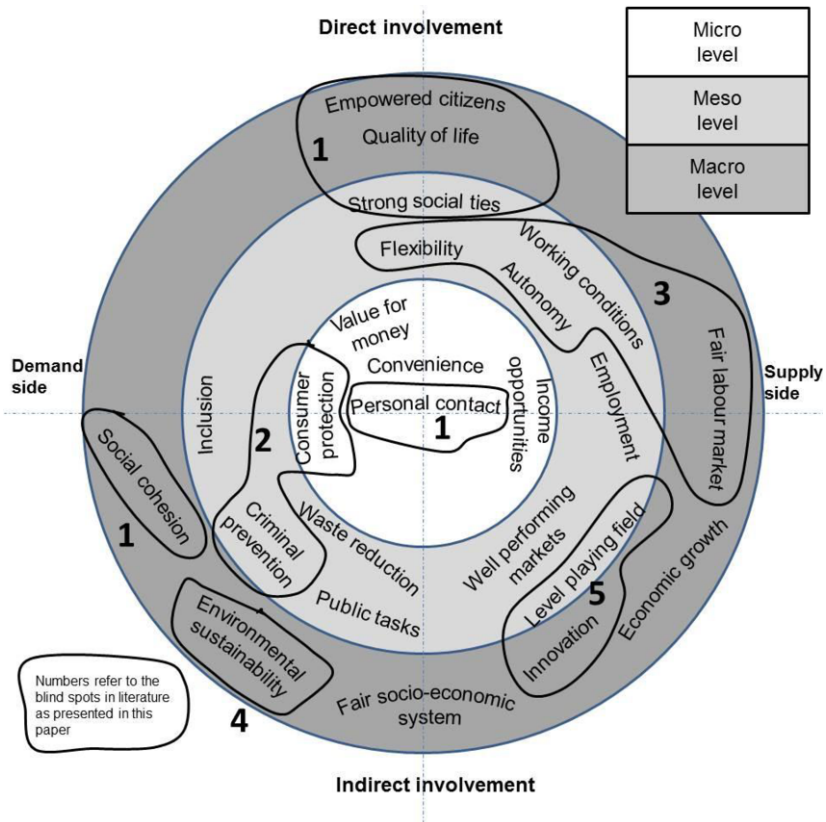 Direct involvement
Micro
level
Meso
level
Macro
level
Empowered citizens
Quality of life
1
Strong social ties
Flexibility
Working conditions
Autonomy
3
Value for
money
Convenience
Demand
side
Supply
side
Fair labour market
Employment
Income
opportunities
Personal contact
1
Consumer
protection
2
Inclusion
Social cohesion
1
Criminal
prevention
Waste reduction
Public tasks
Well performing
markets
Level playing field
5
Innovation
Economic growth
Environmental
sustainability
4
Fair socio-economic
system
Numbers refer to the
blind spots in literature
as presented in this
paper
Indirect involvement